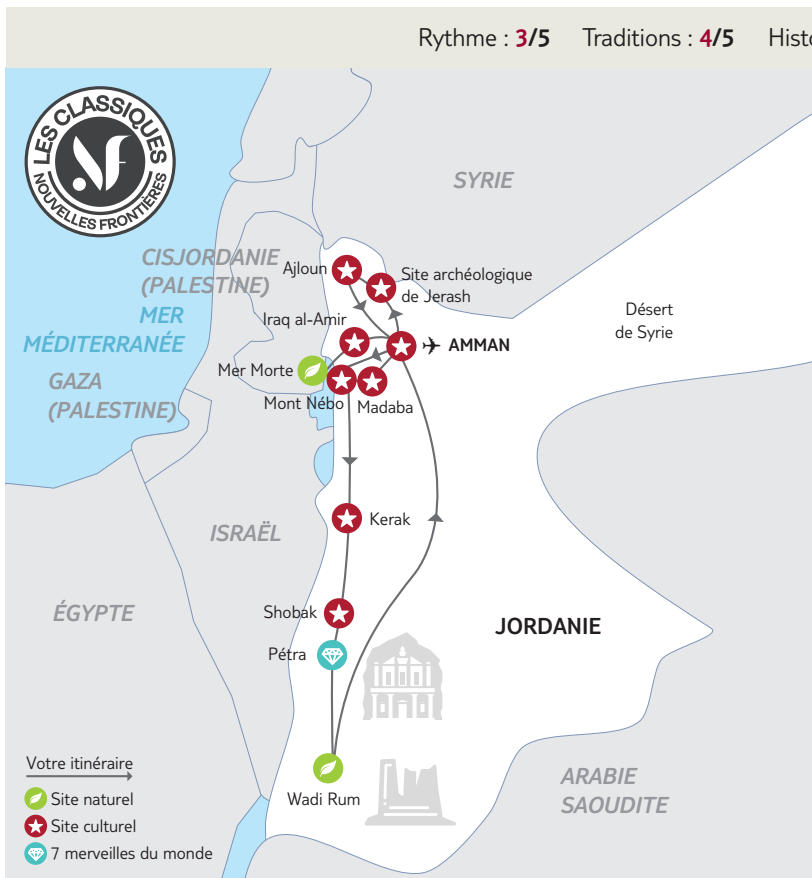 Rythme : 3/5 Traditions : 4/5 Histo
LES CLASSIQUES
NF
NOUVELLES FRONTIÈRES
SYRIE
CISJORDANIE
(PALESTINE)
Ajloun
Site archéologique
de Jerash
MER
MÉDITERRANÉE
Iraq al-Amir
Désert
de Syrie
AMMAN
Mer Morte
GAZA
(PALESTINE)
Mont Nébo
Madaba
Kerak
ISRAËL
ÉGYPTE
Shobak
JORDANIE
Pétra
Votre itinéraire
Site naturel
Site culturel
7 merveilles du monde
Wadi Rum
ARABIE
SAOUDITE